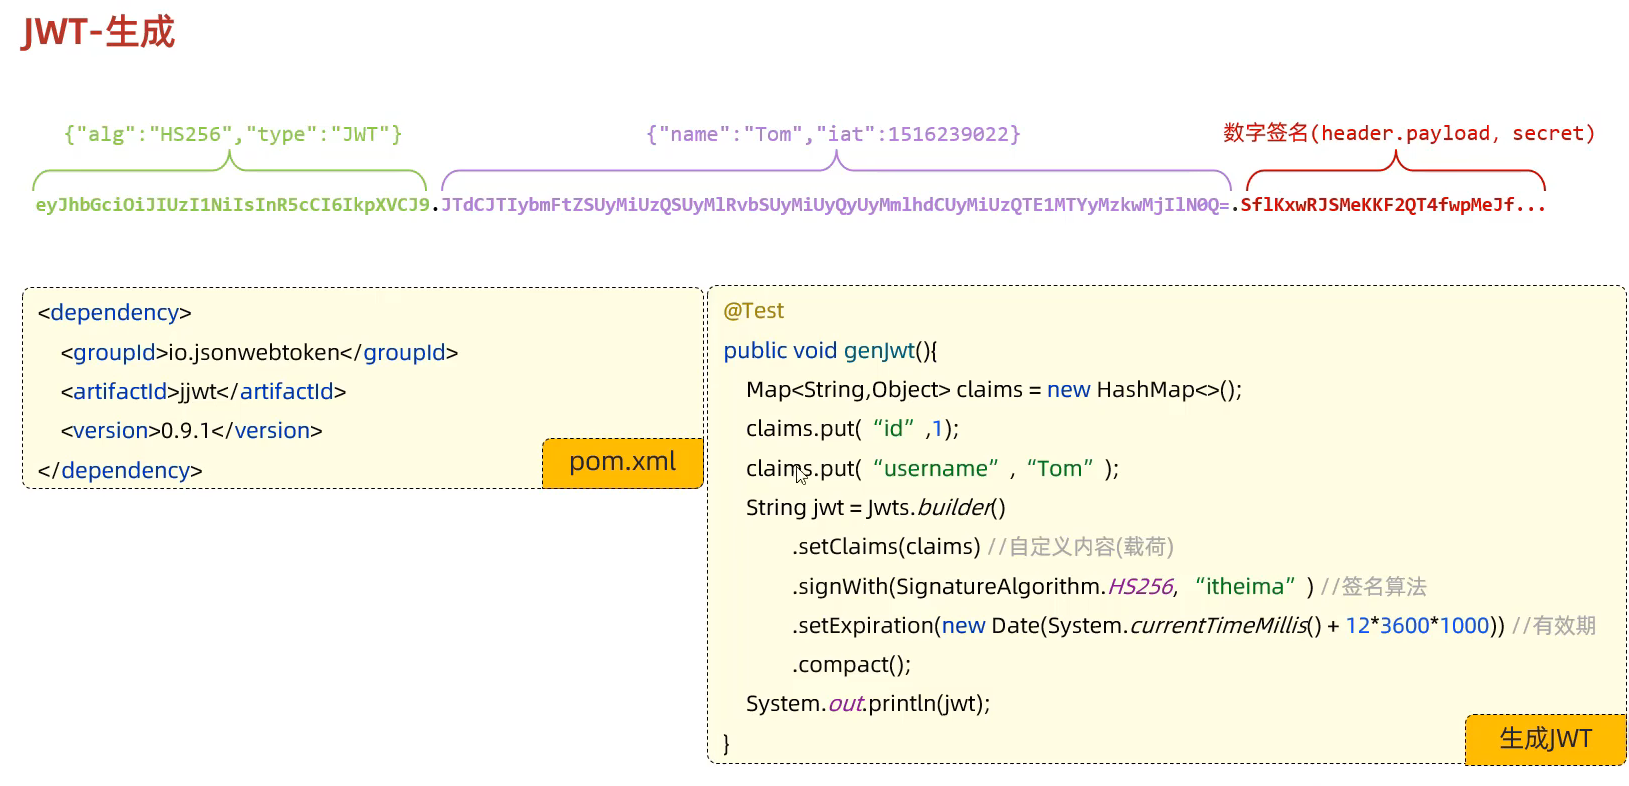 JWT-生成
{"alg":"HS256","type":"JWT"}
{"name":"Tom","iat":1516239022}
数字签名(header.payload, secret)
eyJhbGciOiJIUzI1NiIsInR5cCI6IkpXVCJ9.JTdCJTIybmFtZSUyMiUzQSUyMlRvbSUyMiUyQyUyMmlhdCUyMiUzQTE1MTYyMzkwMjIlN0Q=.SflKxwRJSMeKKF2QT4fwpMeJf...
<dependency>
<groupId>io.jsonwebtoken</groupId>
<artifactId>jjwt</artifactId>
<version>0.9.1</version>
</dependency>
pom.xml
@Test
public void genJwt(){
Map<String,Object> claims = new HashMap<>();
claims.put( “id” ,1);
claims.put( “username” , “Tom” );
String jwt = Jwts.builder()
.setClaims(claims) //自定义内容(载荷)
.signWith(SignatureAlgorithm.HS256, “itheima” ) //签名算法
.setExpiration(new Date(System.currentTimeMillis() + 12*3600*1000)) //有效期
.compact();
System.out.println(jwt);
}
生成JWT